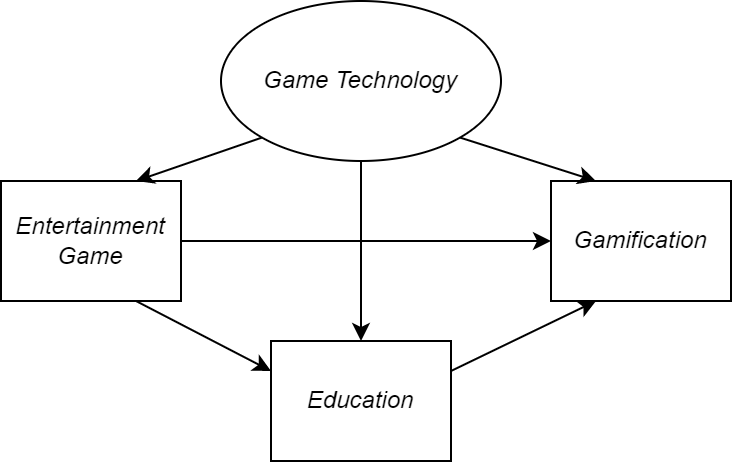 Game Technology
Entertainment
Game
Gamification
Education